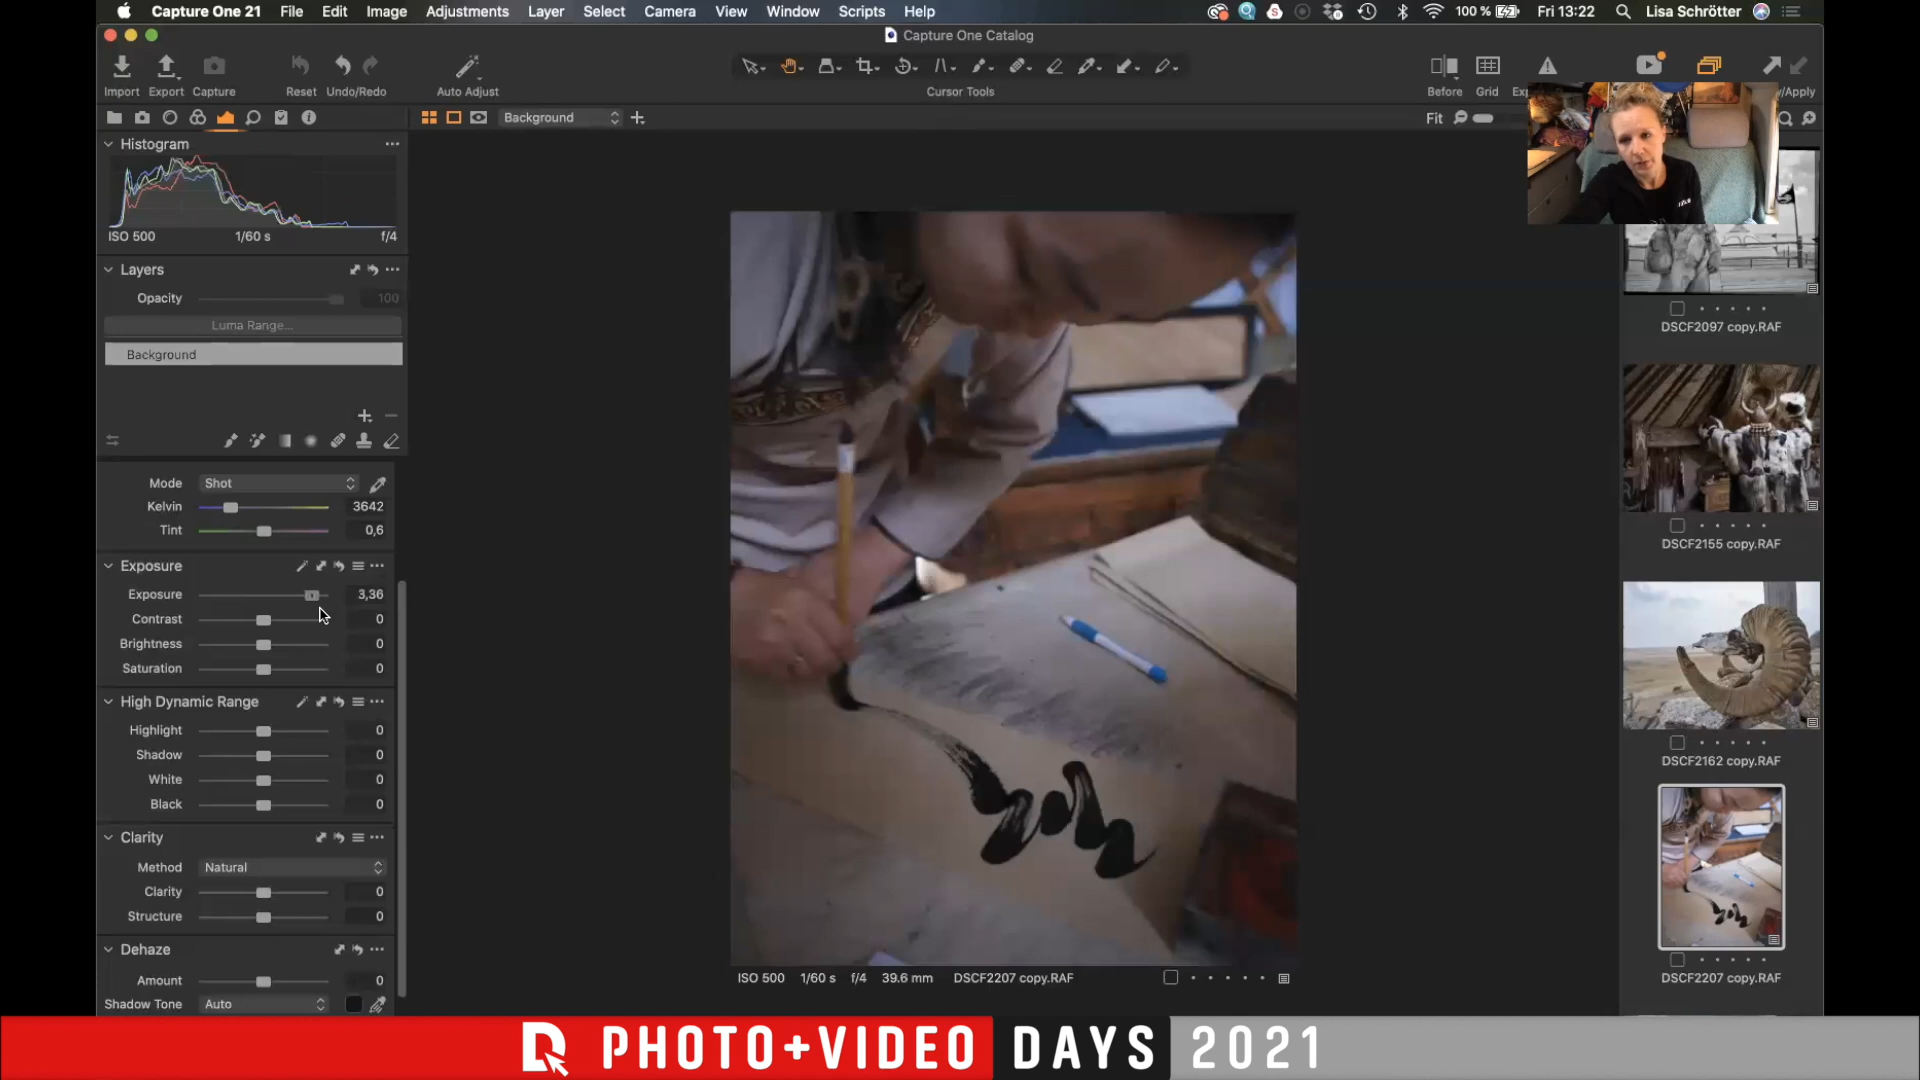 Capture One 21 File Edit Image Adjustments Layer Select Camera View Window Scripts Help 100 % Fri 13:22 Lisa Schrötter
Capture One Catalog
Import Export Capture Reset Undo/Redo Auto Adjust Cursor Tools Before Grid /Apply
Background Fit
Histogram
ISO 500 1/60 s f/4
Layers
Opacity 100
Luma Range...
Background
Mode Shot
Kelvin 3642
Tint 0,6
Exposure
Exposure 3,36
Contrast 0
Brightness 0
Saturation 0
High Dynamic Range
Highlight 0
Shadow 0
White 0
Black 0
Clarity
Method Natural
Clarity 0
Structure 0
Dehaze
Amount 0
Shadow Tone Auto
ISO 500 1/60 s f/4 39.6 mm DSCF2207 copy.RAF
DSCF2097 copy.RAF
DSCF2155 copy.RAF
DSCF2162 copy.RAF
DSCF2207 copy.RAF
PHOTO+VIDEO DAYS 2021